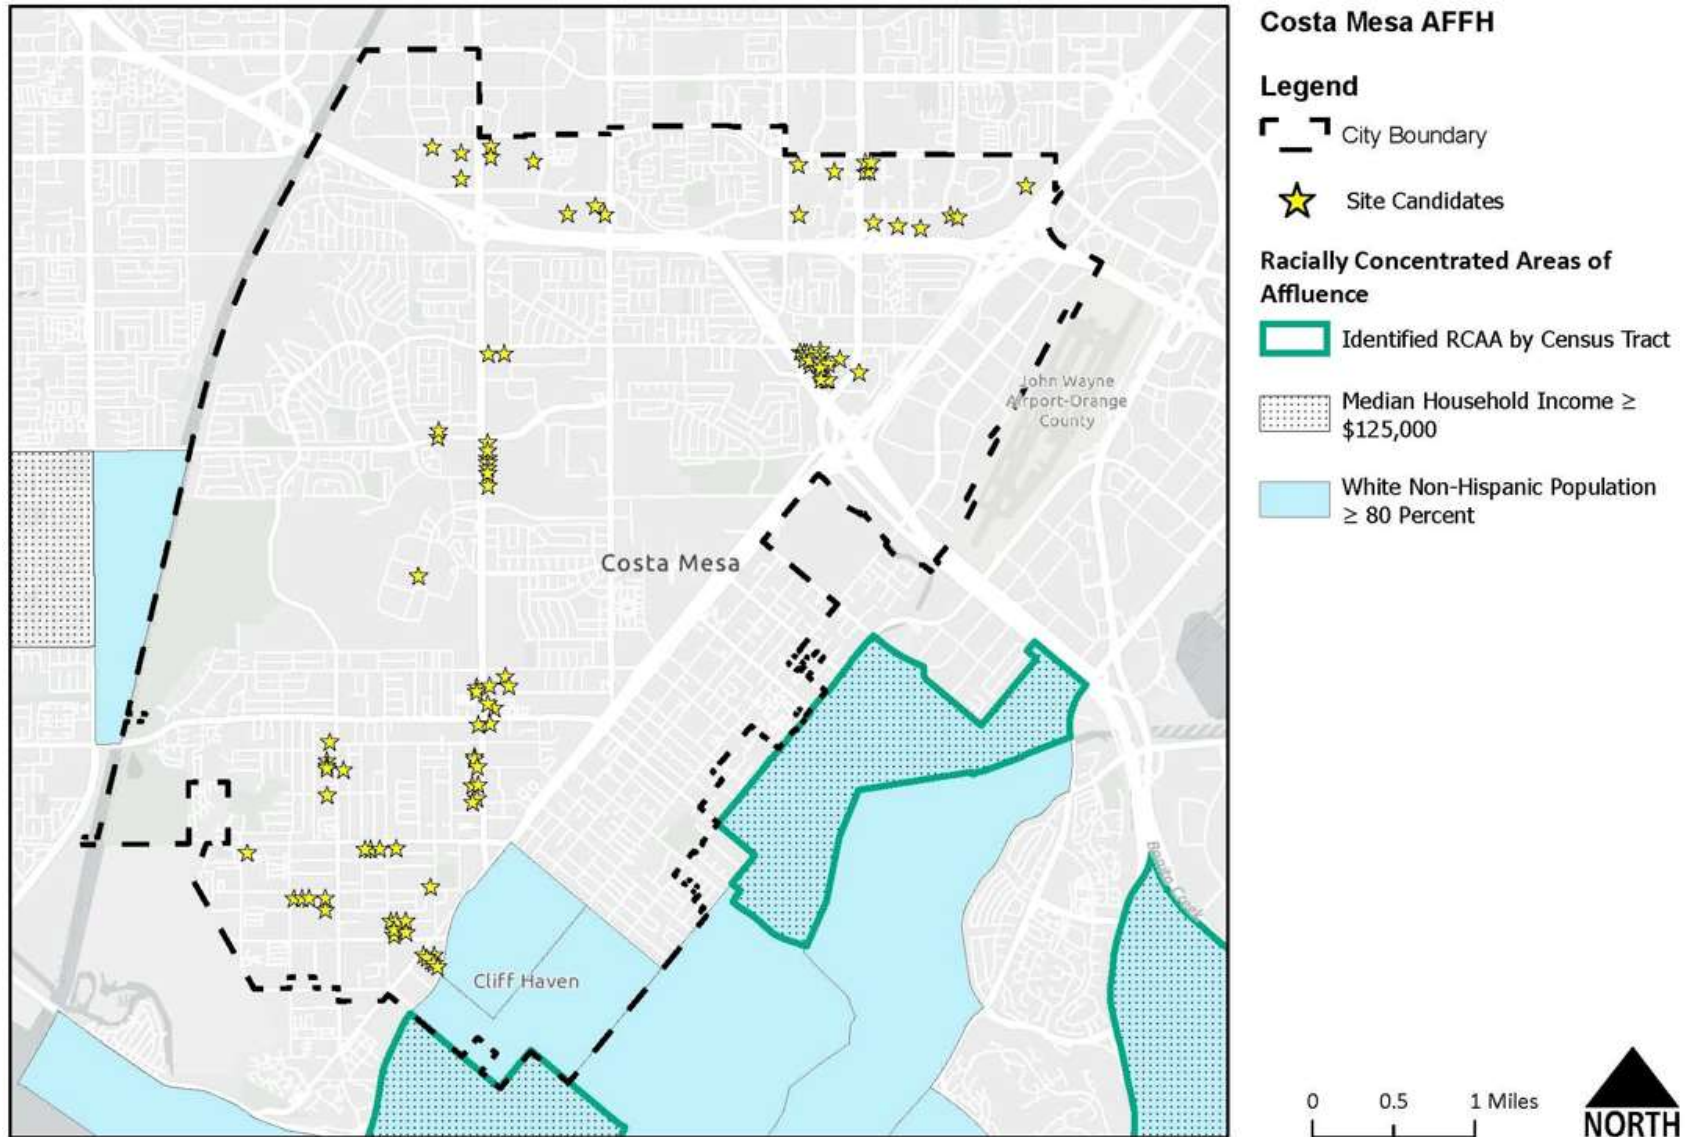 Costa Mesa AFFH
Legend
City Boundary
Site Candidates
Racially Concentrated Areas of
Affluence
Identified RCAA by Census Tract
Median Household Income ≥
$125,000
White Non-Hispanic Population
≥ 80 Percent
John Wayne
Airport-Orange
County
Costa Mesa
Cliff Haven
Bonita Creek
0 0.5 1 Miles
NORTH